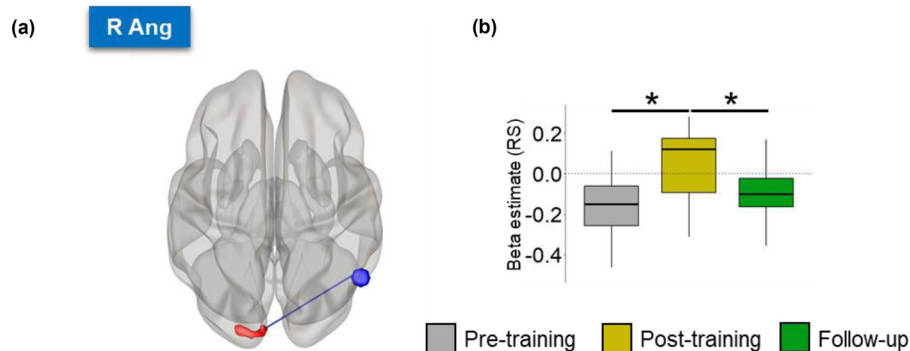 (a)
R Ang
(b)
* *
Beta estimate (RS)
0.2
0.0
-0.2
-0.4
Pre-training Post-training Follow-up